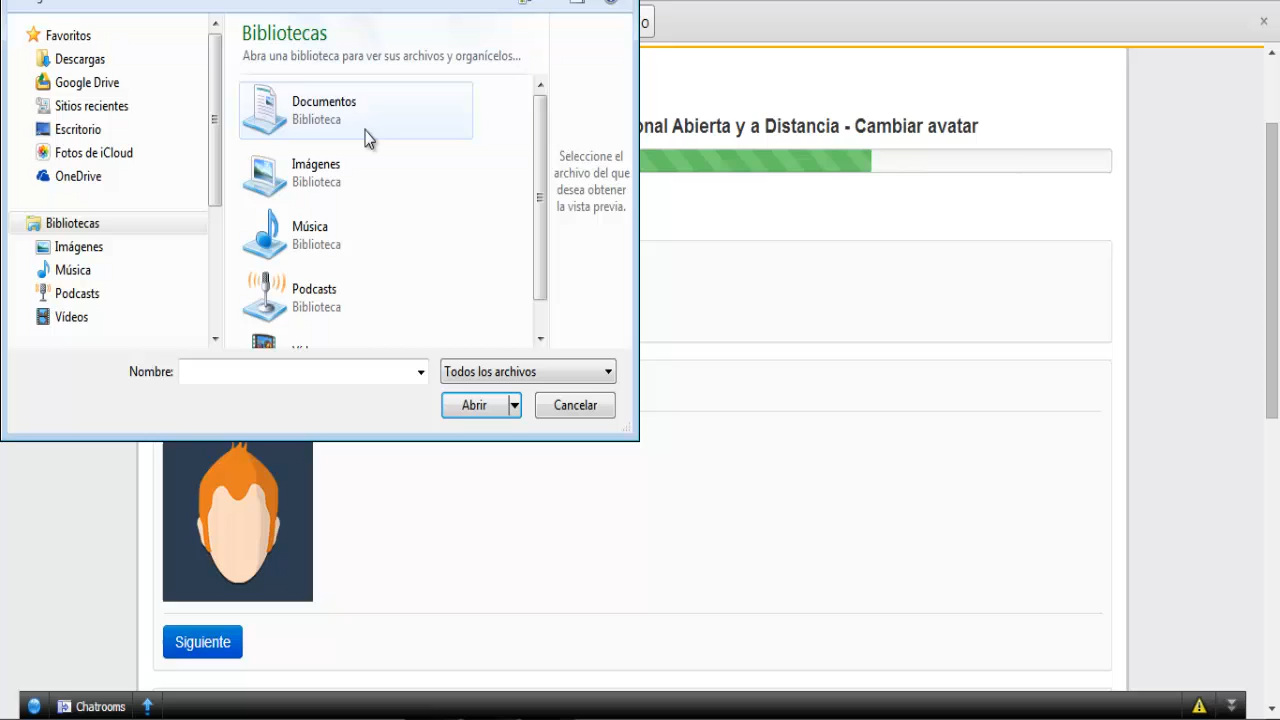 Favoritos
Descargas
Google Drive
Sitios recientes
Escritorio
Fotos de iCloud
OneDrive
Bibliotecas
Imágenes
Música
Podcasts
Vídeos
Bibliotecas
Abra una biblioteca para ver sus archivos y organícelos...
Documentos
Biblioteca
Imágenes
Biblioteca
Música
Biblioteca
Podcasts
Biblioteca
Seleccione el
archivo del que
desea obtener
la vista previa.
Nombre:
Todos los archivos
Abrir
Cancelar
o
onal Abierta y a Distancia - Cambiar avatar
Siguiente
Chatrooms